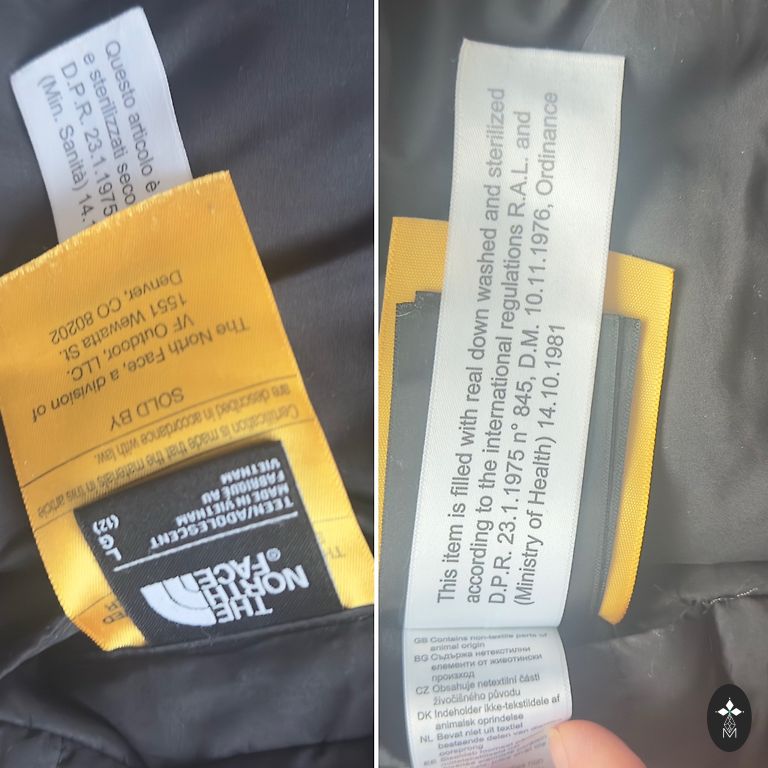 Questo articolo è
e sterilizzati seco
D.P.R. 23.1.1975
(Min. Sanità) 14.
The North Face, a division of
VF Outdoor, LLC.
1551 Wewatta St.
Denver, CO 80202
SOLD BY
are described in accordance with law.
Certification is made that the materials in this article
THE
NORTH
FACE®
TEEN/ADOLESCENT
MADE IN VIETNAM
FABRIQUÉ AU
VIETNAM
LG
(12)
This item is filled with real down washed and sterilized
according to the international regulations R.A.L. and
D.P.R. 23.1.1975 n° 845, D.M. 10.11.1976, Ordinance
(Ministry of Health) 14.10.1981
GB Contains non-textile parts of
animal origin
BG Съдържа нетекстилни
елементи от животински
произход
CZ Obsahuje netextilní části
živočišného původu
DK Indeholder ikke-tekstildele af
animalsk oprindelse
NL Bevat niet uit textiel
bestaande delen van
oorsprong
EE
M